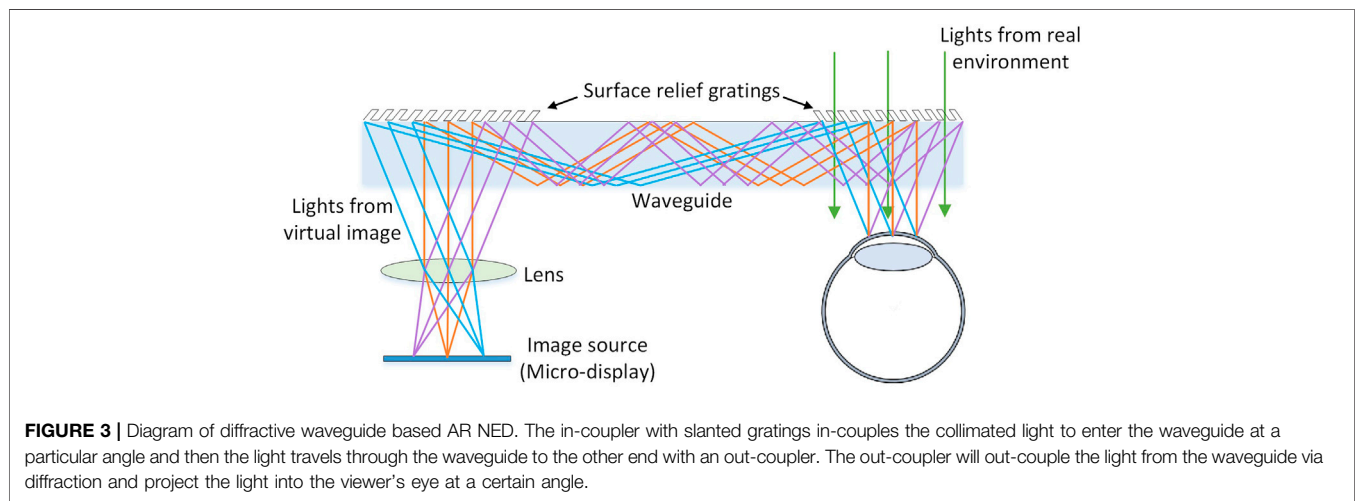 Lights from real
environment
Surface relief gratings
Waveguide
Lights from
virtual image
Lens
Image source
(Micro-display)
FIGURE 3 | Diagram of diffractive waveguide based AR NED. The in-coupler with slanted gratings in-couples the collimated light to enter the waveguide at a
particular angle and then the light travels through the waveguide to the other end with an out-coupler. The out-coupler will out-couple the light from the waveguide via
diffraction and project the light into the viewer's eye at a certain angle.